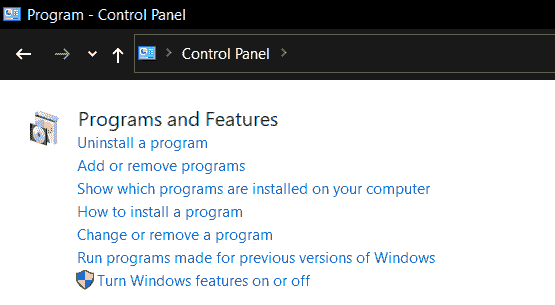 Program - Control Panel
Control Panel
Programs and Features
Uninstall a program
Add or remove programs
Show which programs are installed on your computer
How to install a program
Change or remove a program
Run programs made for previous versions of Windows
Turn Windows features on or off